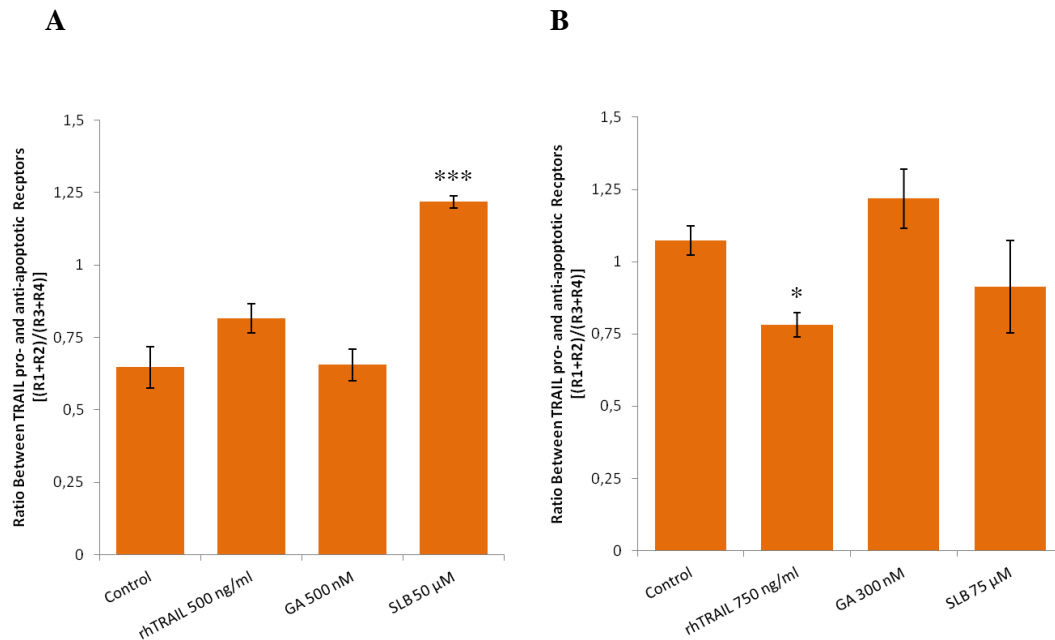 A
Ratio Between TRAIL pro- and anti-apoptotic Recptors
[(R1+R2)/(R3+R4)]
1,5
1,25
1
0,75
0,5
0,25
0
***
Control
rhTRAIL 500 ng/ml
GA 500 nM
SLB 50 µM
B
Ratio Between TRAIL pro- and anti-apoptotic Recptors
[(R1+R2)/(R3+R4)]
1,5
1,25
1
0,75
0,5
0,25
0
*
Control
rhTRAIL 750 ng/ml
GA 300 nM
SLB 75 µM